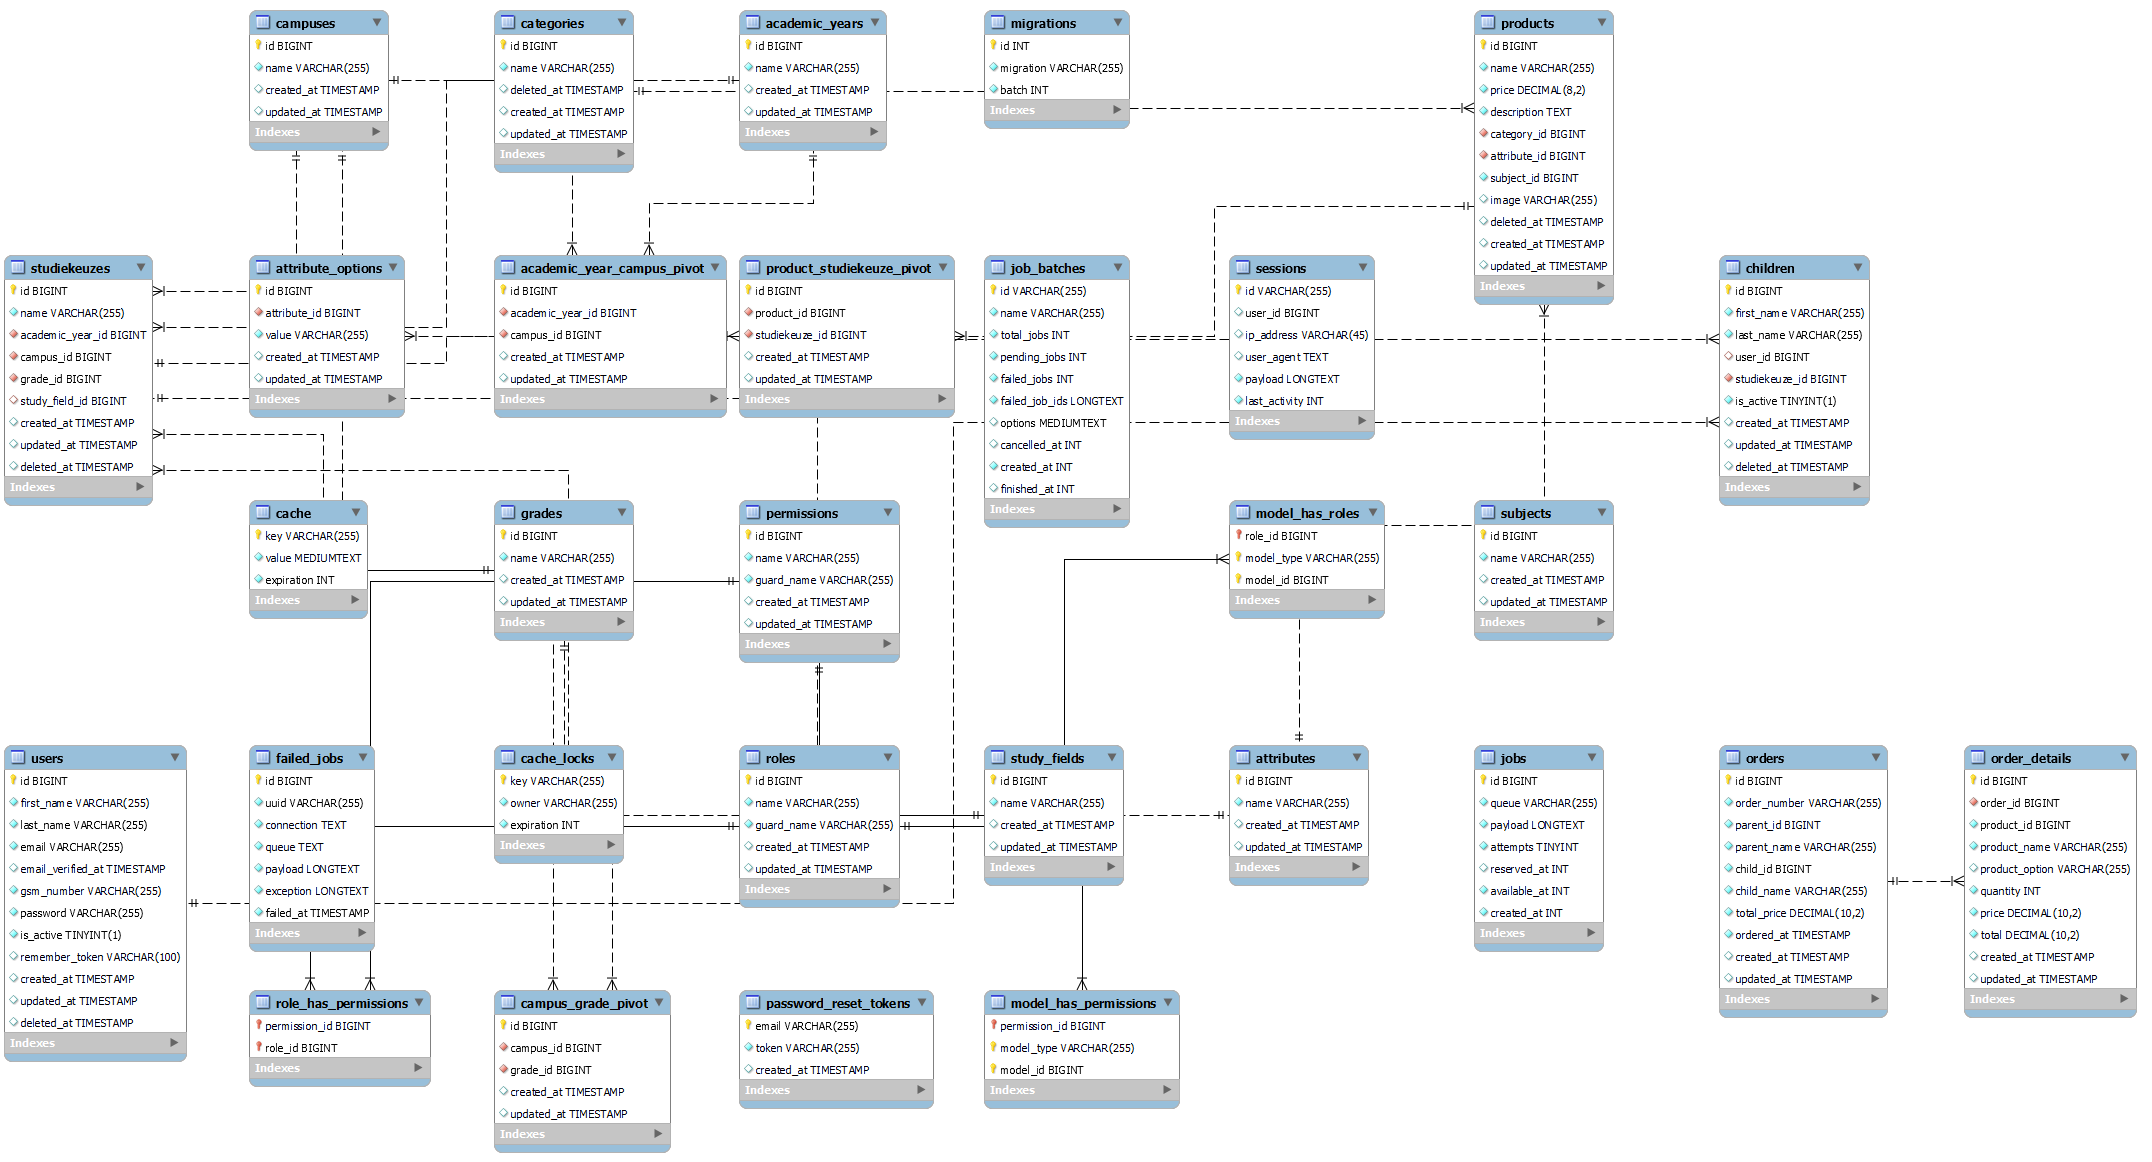 campuses
id BIGINT
name VARCHAR(255)
created_at TIMESTAMP
updated_at TIMESTAMP
Indexes
categories
id BIGINT
name VARCHAR(255)
deleted_at TIMESTAMP
created_at TIMESTAMP
updated_at TIMESTAMP
Indexes
academic_years
id BIGINT
name VARCHAR(255)
created_at TIMESTAMP
updated_at TIMESTAMP
Indexes
migrations
id INT
migration VARCHAR(255)
batch INT
Indexes
products
id BIGINT
name VARCHAR(255)
price DECIMAL(8,2)
description TEXT
category_id BIGINT
attribute_id BIGINT
subject_id BIGINT
image VARCHAR(255)
deleted_at TIMESTAMP
created_at TIMESTAMP
updated_at TIMESTAMP
Indexes
studiekeuzes
id BIGINT
name VARCHAR(255)
academic_year_id BIGINT
campus_id BIGINT
grade_id BIGINT
study_field_id BIGINT
created_at TIMESTAMP
updated_at TIMESTAMP
deleted_at TIMESTAMP
Indexes
attribute_options
id BIGINT
attribute_id BIGINT
value VARCHAR(255)
created_at TIMESTAMP
updated_at TIMESTAMP
Indexes
academic_year_campus_pivot
id BIGINT
academic_year_id BIGINT
campus_id BIGINT
created_at TIMESTAMP
updated_at TIMESTAMP
Indexes
product_studiekeuze_pivot
id BIGINT
product_id BIGINT
studiekeuze_id BIGINT
created_at TIMESTAMP
updated_at TIMESTAMP
Indexes
job_batches
id VARCHAR(255)
name VARCHAR(255)
total_jobs INT
pending_jobs INT
failed_jobs INT
failed_job_ids LONGTEXT
options MEDIUMTEXT
cancelled_at INT
created_at INT
finished_at INT
Indexes
sessions
id VARCHAR(255)
user_id BIGINT
ip_address VARCHAR(45)
user_agent TEXT
payload LONGTEXT
last_activity INT
Indexes
children
id BIGINT
first_name VARCHAR(255)
last_name VARCHAR(255)
user_id BIGINT
studiekeuze_id BIGINT
is_active TINYINT(1)
created_at TIMESTAMP
updated_at TIMESTAMP
deleted_at TIMESTAMP
Indexes
cache
key VARCHAR(255)
value MEDIUMTEXT
expiration INT
Indexes
grades
id BIGINT
name VARCHAR(255)
created_at TIMESTAMP
updated_at TIMESTAMP
Indexes
permissions
id BIGINT
name VARCHAR(255)
guard_name VARCHAR(255)
created_at TIMESTAMP
updated_at TIMESTAMP
Indexes
model_has_roles
role_id BIGINT
model_type VARCHAR(255)
model_id BIGINT
Indexes
subjects
id BIGINT
name VARCHAR(255)
created_at TIMESTAMP
updated_at TIMESTAMP
Indexes
users
id BIGINT
first_name VARCHAR(255)
last_name VARCHAR(255)
email VARCHAR(255)
email_verified_at TIMESTAMP
gsm_number VARCHAR(255)
password VARCHAR(255)
is_active TINYINT(1)
remember_token VARCHAR(100)
created_at TIMESTAMP
updated_at TIMESTAMP
deleted_at TIMESTAMP
Indexes
failed_jobs
id BIGINT
uuid VARCHAR(255)
connection TEXT
queue TEXT
payload LONGTEXT
exception LONGTEXT
failed_at TIMESTAMP
Indexes
cache_locks
key VARCHAR(255)
owner VARCHAR(255)
expiration INT
Indexes
roles
id BIGINT
name VARCHAR(255)
guard_name VARCHAR(255)
created_at TIMESTAMP
updated_at TIMESTAMP
Indexes
study_fields
id BIGINT
name VARCHAR(255)
created_at TIMESTAMP
updated_at TIMESTAMP
Indexes
attributes
id BIGINT
name VARCHAR(255)
created_at TIMESTAMP
updated_at TIMESTAMP
Indexes
jobs
id BIGINT
queue VARCHAR(255)
payload LONGTEXT
attempts TINYINT
reserved_at INT
available_at INT
created_at INT
Indexes
orders
id BIGINT
order_number VARCHAR(255)
parent_id BIGINT
parent_name VARCHAR(255)
child_id BIGINT
child_name VARCHAR(255)
total_price DECIMAL(10,2)
ordered_at TIMESTAMP
created_at TIMESTAMP
updated_at TIMESTAMP
Indexes
order_details
id BIGINT
order_id BIGINT
product_id BIGINT
product_name VARCHAR(255)
product_option VARCHAR(255)
quantity INT
price DECIMAL(10,2)
total DECIMAL(10,2)
created_at TIMESTAMP
updated_at TIMESTAMP
Indexes
role_has_permissions
permission_id BIGINT
role_id BIGINT
Indexes
campus_grade_pivot
id BIGINT
campus_id BIGINT
grade_id BIGINT
created_at TIMESTAMP
updated_at TIMESTAMP
Indexes
password_reset_tokens
email VARCHAR(255)
token VARCHAR(255)
created_at TIMESTAMP
Indexes
model_has_permissions
permission_id BIGINT
model_type VARCHAR(255)
model_id BIGINT
Indexes